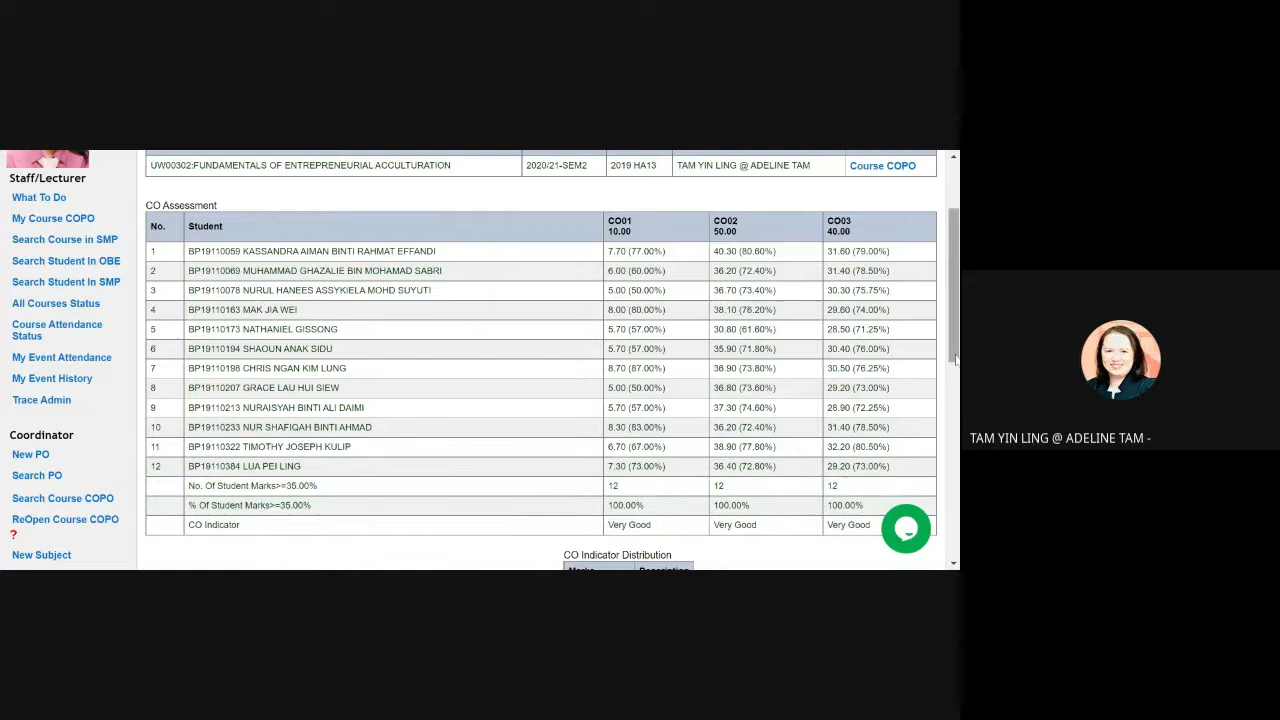 Staff/Lecturer
What To Do
My Course COPO
Search Course in SMP
Search Student In OBE
Search Student In SMP
All Courses Status
Course Attendance
Status
My Event Attendance
My Event History
Trace Admin
Coordinator
New PO
Search PO
Search Course COPO
ReOpen Course COPO
?
New Subject
UW00302:FUNDAMENTALS OF ENTREPRENEURIAL ACCULTURATION 2020/21-SEM2 2019 HA13 TAM YIN LING @ ADELINE TAM Course COPO
CO Assessment
No. Student CO01 10.00 CO02 50.00 CO03 40.00
1 BP19110059 KASSANDRA AIMAN BINTI RAHMAT EFFANDI 7.70 (77.00%) 40.30 (80.60%) 31.60 (79.00%)
2 BP19110069 MUHAMMAD GHAZALIE BIN MOHAMAD SABRI 6.00 (60.00%) 36.20 (72.40%) 31.40 (78.50%)
3 BP19110078 NURUL HANEES ASSYKIELA MOHD SUYUTI 5.00 (50.00%) 36.70 (73.40%) 30.30 (75.75%)
4 BP19110163 MAK JIA WEI 8.00 (80.00%) 38.10 (76.20%) 29.60 (74.00%)
5 BP19110173 NATHANIEL GISSONG 5.70 (57.00%) 30.80 (61.60%) 28.50 (71.25%)
6 BP19110194 SHAOUN ANAK SIDU 5.70 (57.00%) 35.90 (71.80%) 30.40 (76.00%)
7 BP19110198 CHRIS NGAN KIM LUNG 8.70 (87.00%) 36.90 (73.80%) 30.50 (76.25%)
8 BP19110207 GRACE LAU HUI SIEW 5.00 (50.00%) 36.80 (73.60%) 29.20 (73.00%)
9 BP19110213 NURAISYAH BINTI ALI DAIMI 5.70 (57.00%) 37.30 (74.60%) 28.90 (72.25%)
10 BP19110233 NUR SHAFIQAH BINTI AHMAD 8.30 (83.00%) 36.20 (72.40%) 31.40 (78.50%)
11 BP19110322 TIMOTHY JOSEPH KULIP 6.70 (67.00%) 38.90 (77.80%) 32.20 (80.50%)
12 BP19110384 LUA PEI LING 7.30 (73.00%) 36.40 (72.80%) 29.20 (73.00%)
No. Of Student Marks>=35.00% 12 12 12
% Of Student Marks>=35.00% 100.00% 100.00% 100.00%
CO Indicator Very Good Very Good Very Good
CO Indicator Distribution
Marks Description
TAM YIN LING @ ADELINE TAM -